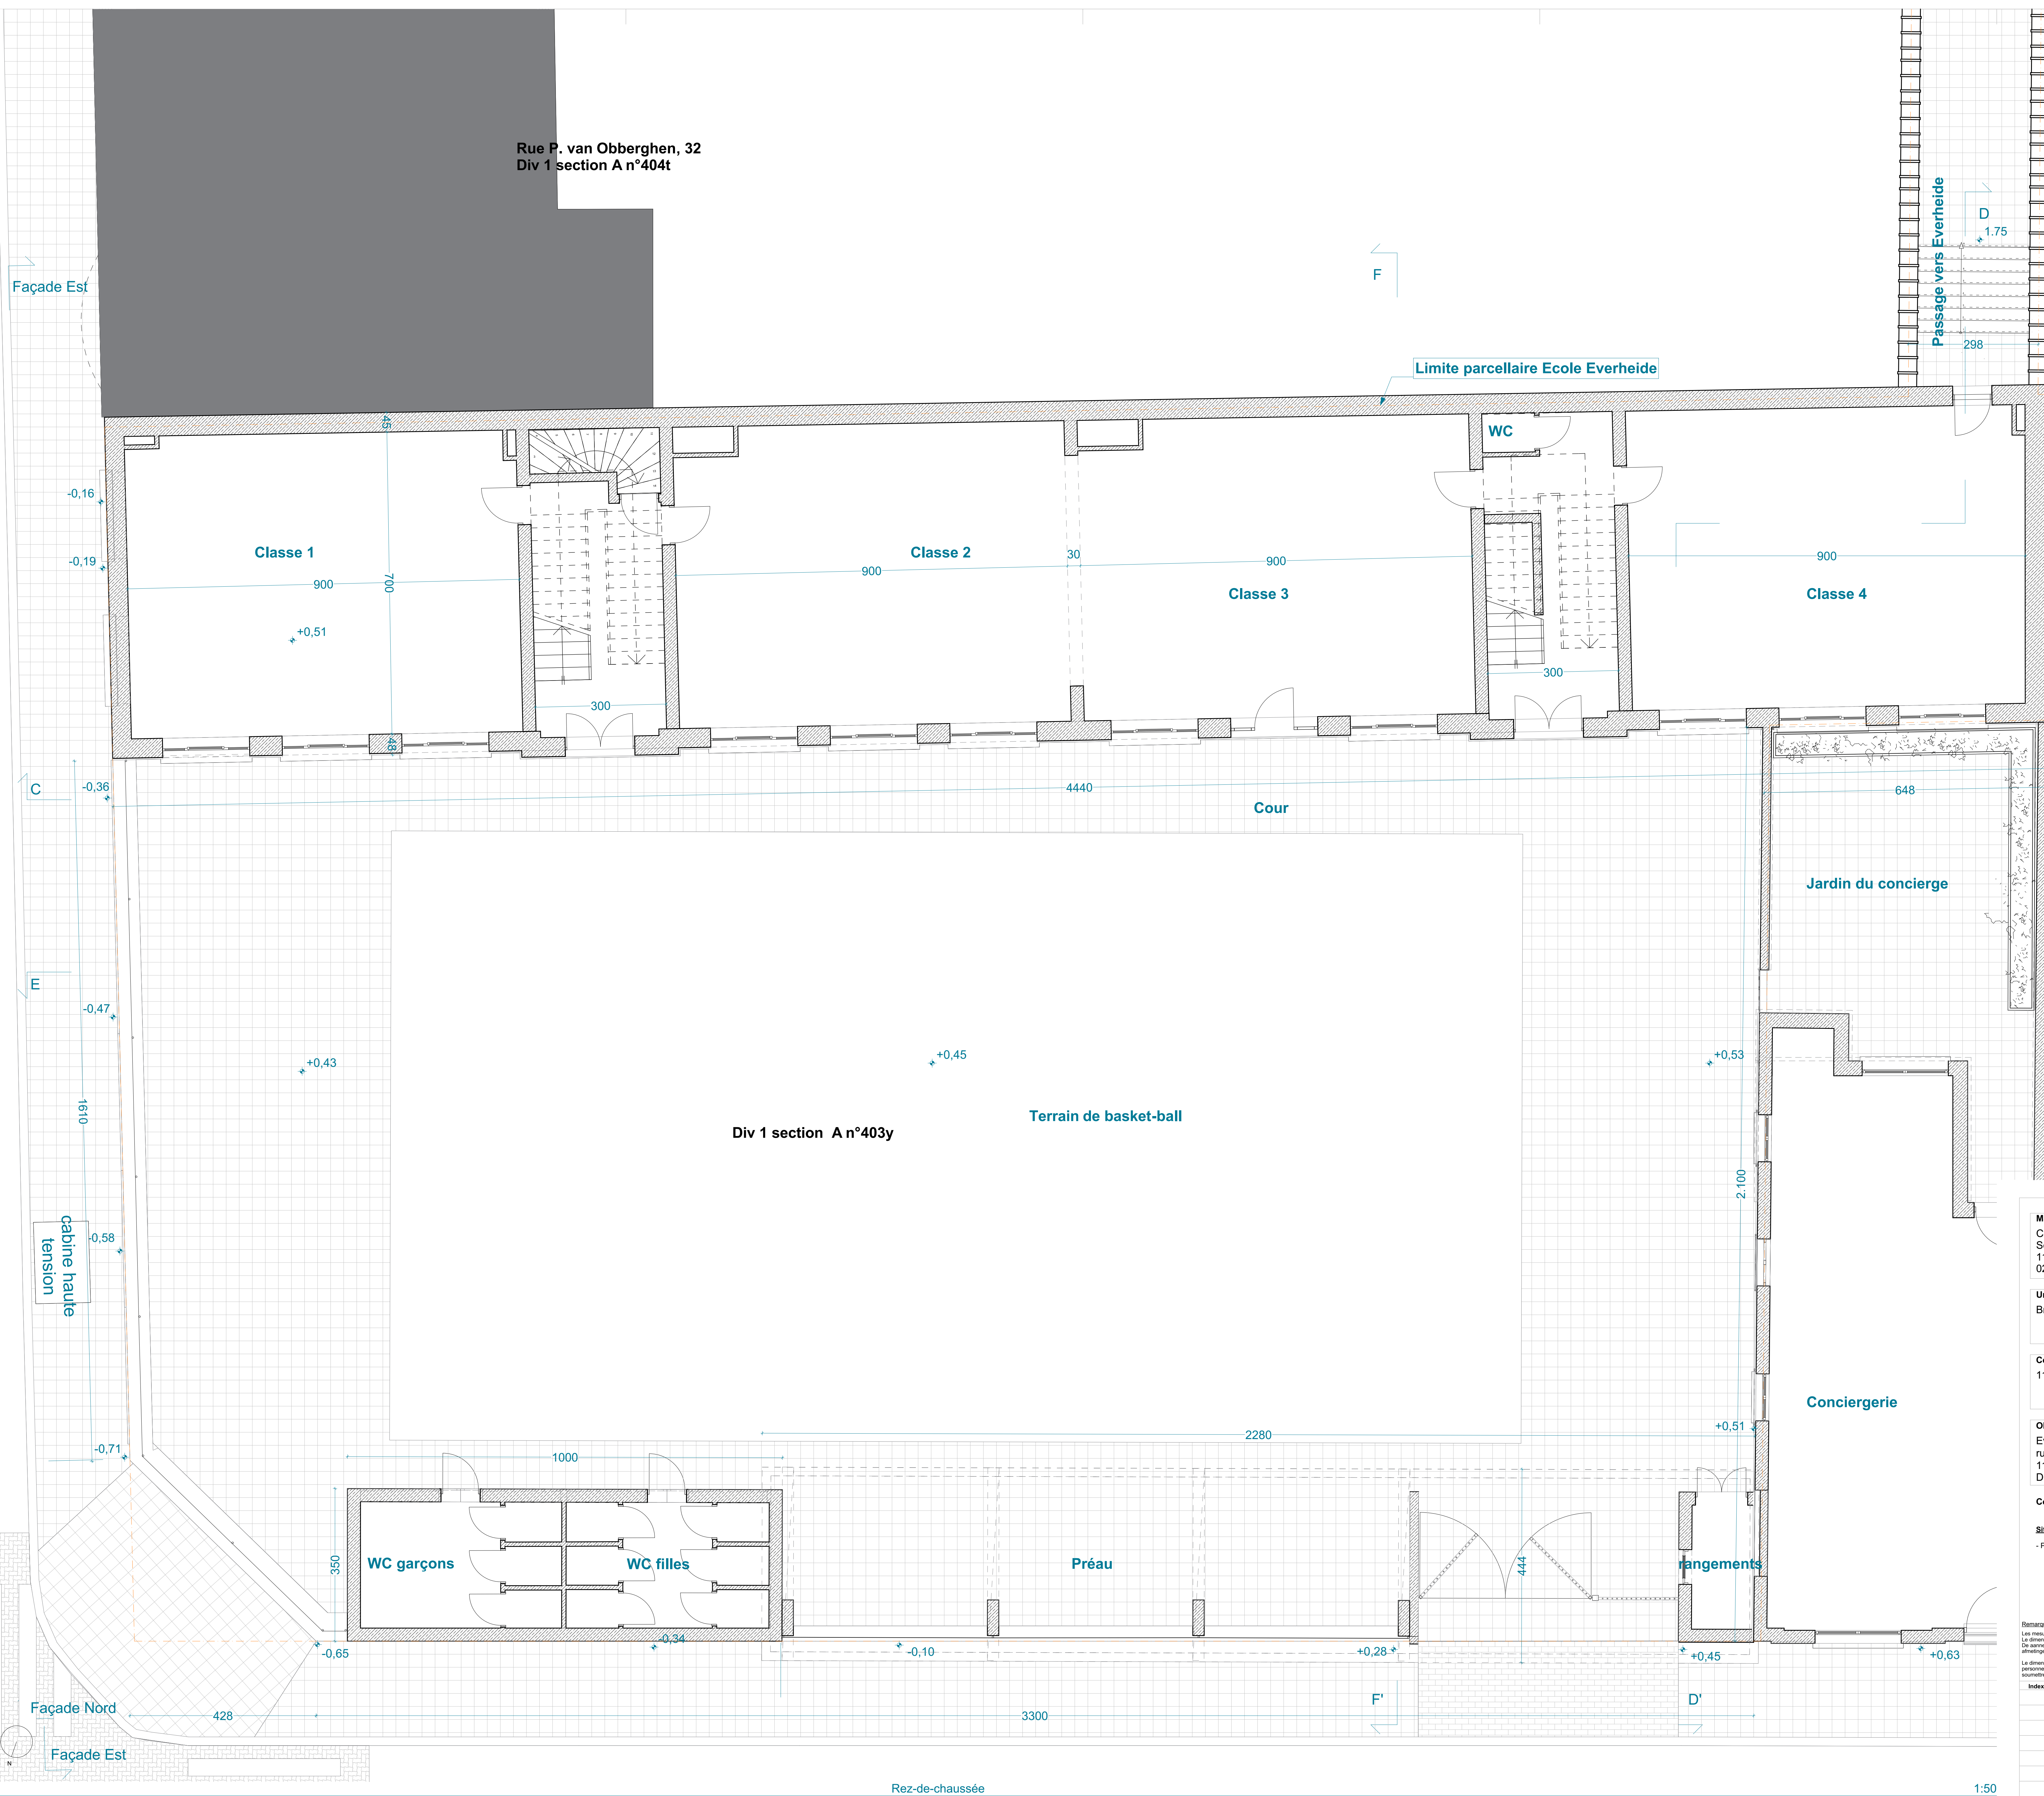 Rue P. van Obberghen, 32
Div 1 section A n°404t
Passage vers Everheide
D
1.75
298
Façade Est
F
Limite parcellaire Ecole Everheide
45
WC
-0,16
-0,19
Classe 1
900
700
+0,51
300
48
Classe 2
900
30
900
Classe 3
300
900
Classe 4
C
-0,36
4440
Cour
648
Jardin du concierge
E
-0,47
+0,43
+0,45
+0,53
1610
Terrain de basket-ball
Div 1 section A n°403y
2.100
cabine haute
tension
-0,58
Conciergerie
-0,71
1000
2280
+0,51
350
WC garçons
WC filles
Préau
444
rangements
-0,65
-0,34
-0,10
+0,28
+0,45
+0,63
Façade Nord
428
3300
F'
D'
N
Façade Est
Rez-de-chaussée
1:50
Index